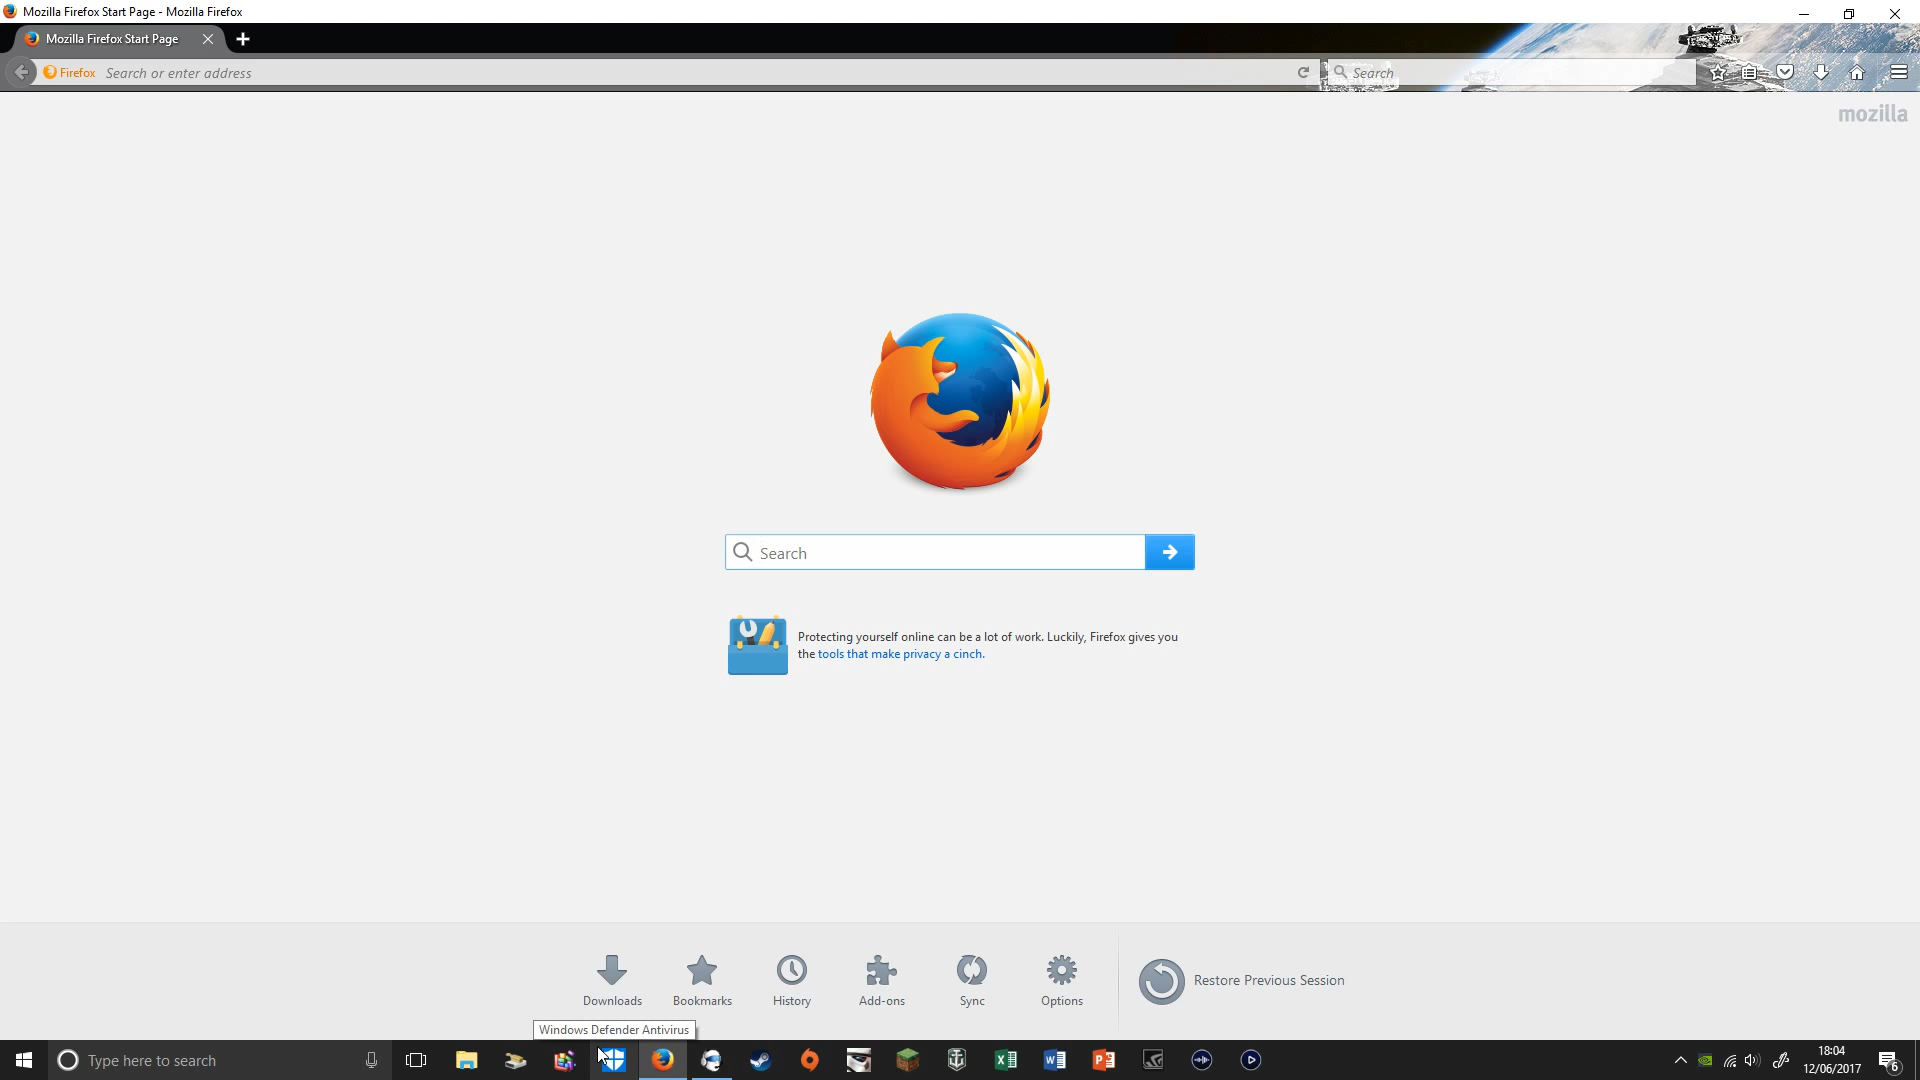 Mozilla Firefox Start Page - Mozilla Firefox
Mozilla Firefox Start Page
Firefox Search or enter address
Search
mozilla
Search
Protecting yourself online can be a lot of work. Luckily, Firefox gives you
the tools that make privacy a cinch.
Downloads
Bookmarks
History
Add-ons
Sync
Options
Restore Previous Session
Windows Defender Antivirus
Type here to search
18:04
12/06/2017
6